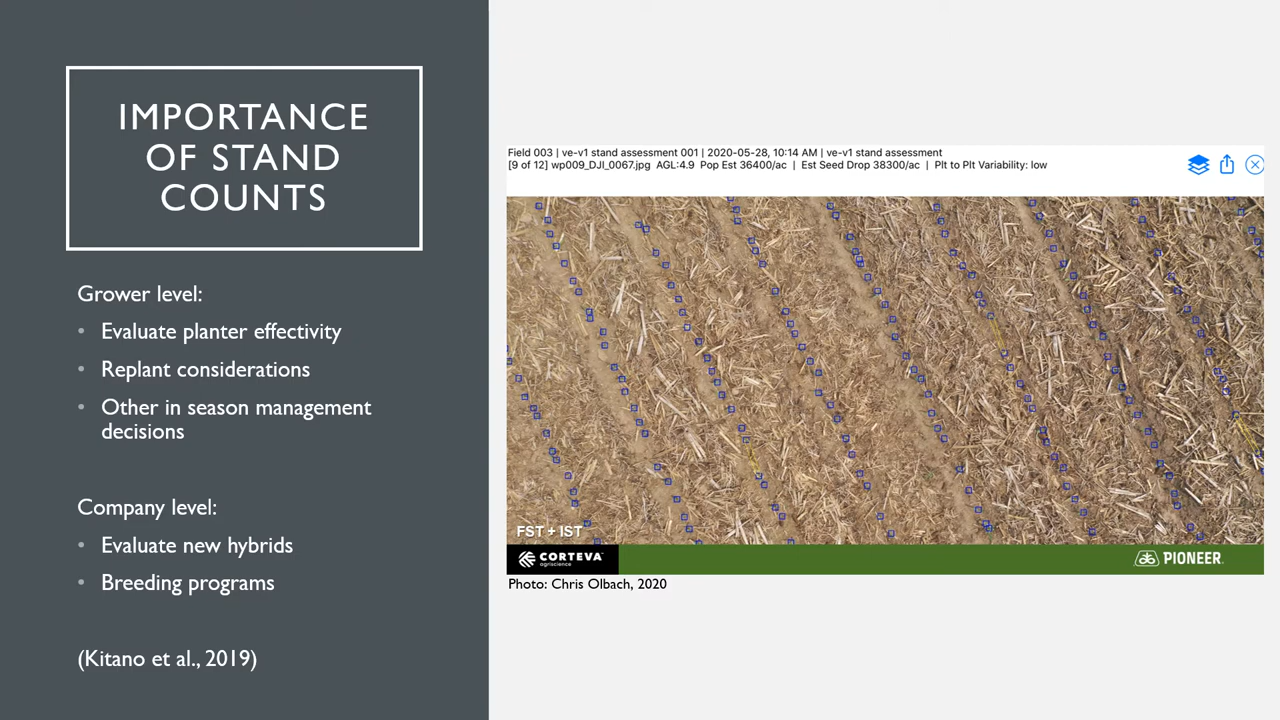 IMPORTANCE
OF STAND
COUNTS
Grower level:
• Evaluate planter effectivity
• Replant considerations
• Other in season management
decisions
Company level:
• Evaluate new hybrids
• Breeding programs
(Kitano et al., 2019)
Field 003 | ve-v1 stand assessment 001 | 2020-05-28, 10:14 AM | ve-v1 stand assessment
[9 of 12] wp009_DJI_0067.jpg AGL:4.9 Pop Est 36400/ac | Est Seed Drop 38300/ac | Plt to Plt Variability: low
FST + IST
CORTEVA™
agriscience
PIONEER.
Photo: Chris Olbach, 2020